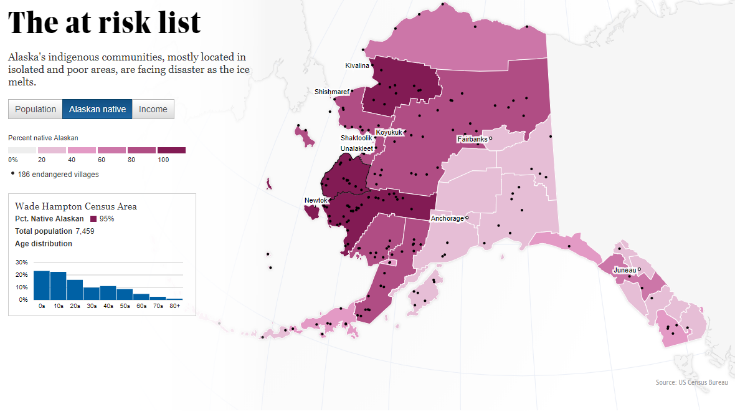 The at risk list
Alaska's indigenous communities, mostly located in
isolated and poor areas, are facing disaster as the ice
melts.
Population Alaskan native Income
Percent native Alaskan
0% 20 40 60 80 100
186 endangered villages
Wade Hampton Census Area
Pct. Native Alaskan 95%
Total population 7,459
Age distribution
30%
20%
10%
0%
0s 10s 20s 30s 40s 50s 60s 70s 80+
Kivalina
Shishmaref
Koyukuk
Shaktoolik
Unalakleet
Fairbanks
Newtok
Anchorage
Juneau
Source: US Census Bureau